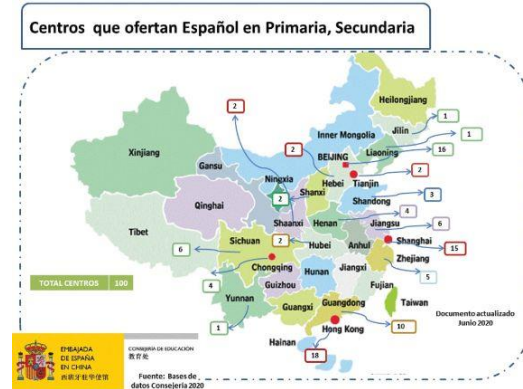 Centros que ofertan Español en Primaria, Secundaria
Heilongjiang
Jilin
1
1
Inner Mongolia
Liaoning
16
2
2
BEIJING
Xinjiang
Gansu
Hebei
Tianjin
2
Ningxia
Shanxi
Shandong
3
2
Qinghai
Henan
4
Shaanxi
Jiangsu
6
Tibet
6
Sichuan
2
Hubei
Anhui
Shanghai
15
Chongqing
Zhejiang
TOTAL CENTROS 100
4
Hunan
Jiangxi
5
Guizhou
Fujian
Yunnan
Guangxi
Guangdong
Taiwan
Documento actualizado
Junio 2020
1
Hong Kong
10
Hainan
18
EMBAJADA
DE ESPAÑA
EN CHINA
西班牙驻华使馆
CONSEJERÍA DE EDUCACIÓN
教育处
Fuente: Bases de
datos Consejería 2020